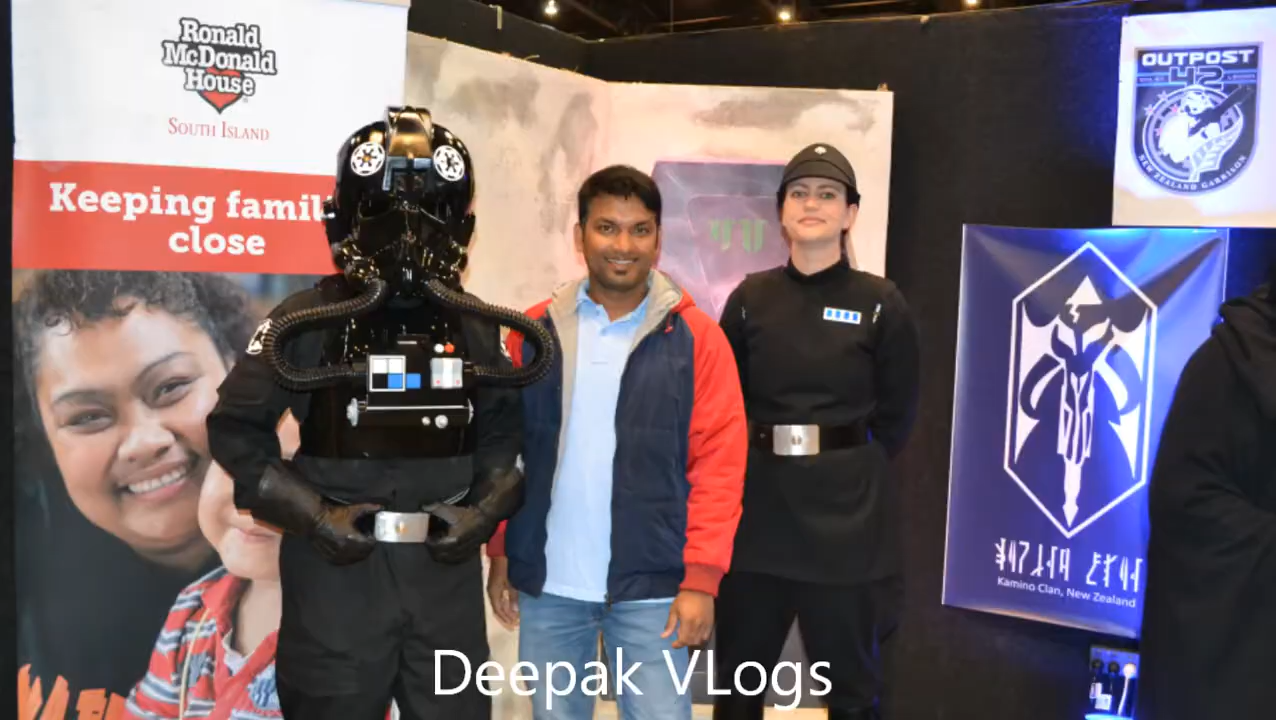 Ronald
McDonald
House
SOUTH ISLAND
Keeping famil
close
OUTPOST
42
NEW ZEALAND GARRISON
Kamino Clan, New Zealand
Deepak VLogs